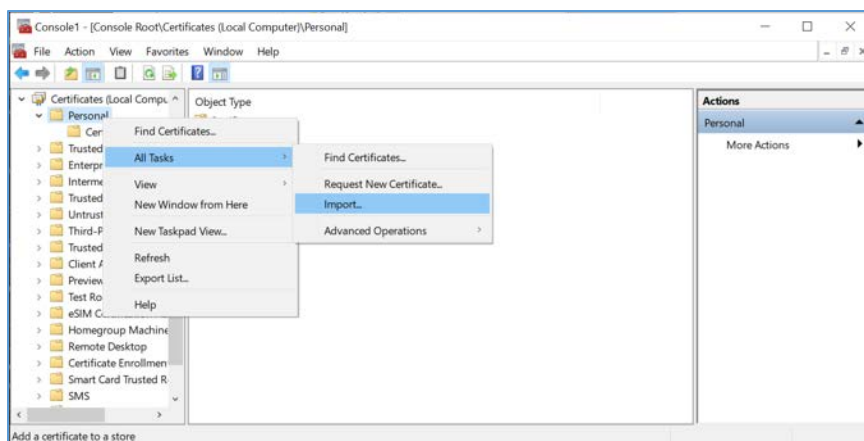 Console1 - [Console Root\Certificates (Local Computer)\Personal]
File Action View Favorites Window Help
Certificates (Local Compu
Personal
Cer
Trusted
Enterpr
Interme
Trusted
Untrust
Third-P
Trusted
Client A
Preview
Test Ro
eSIM C
Homegroup Machine
Remote Desktop
Certificate Enrollmen
Smart Card Trusted R
SMS
Object Type
Find Certificates...
All Tasks
View
New Window from Here
New Taskpad View...
Refresh
Export List...
Help
Find Certificates...
Request New Certificate...
Import...
Advanced Operations
Actions
Personal
More Actions
Add a certificate to a store